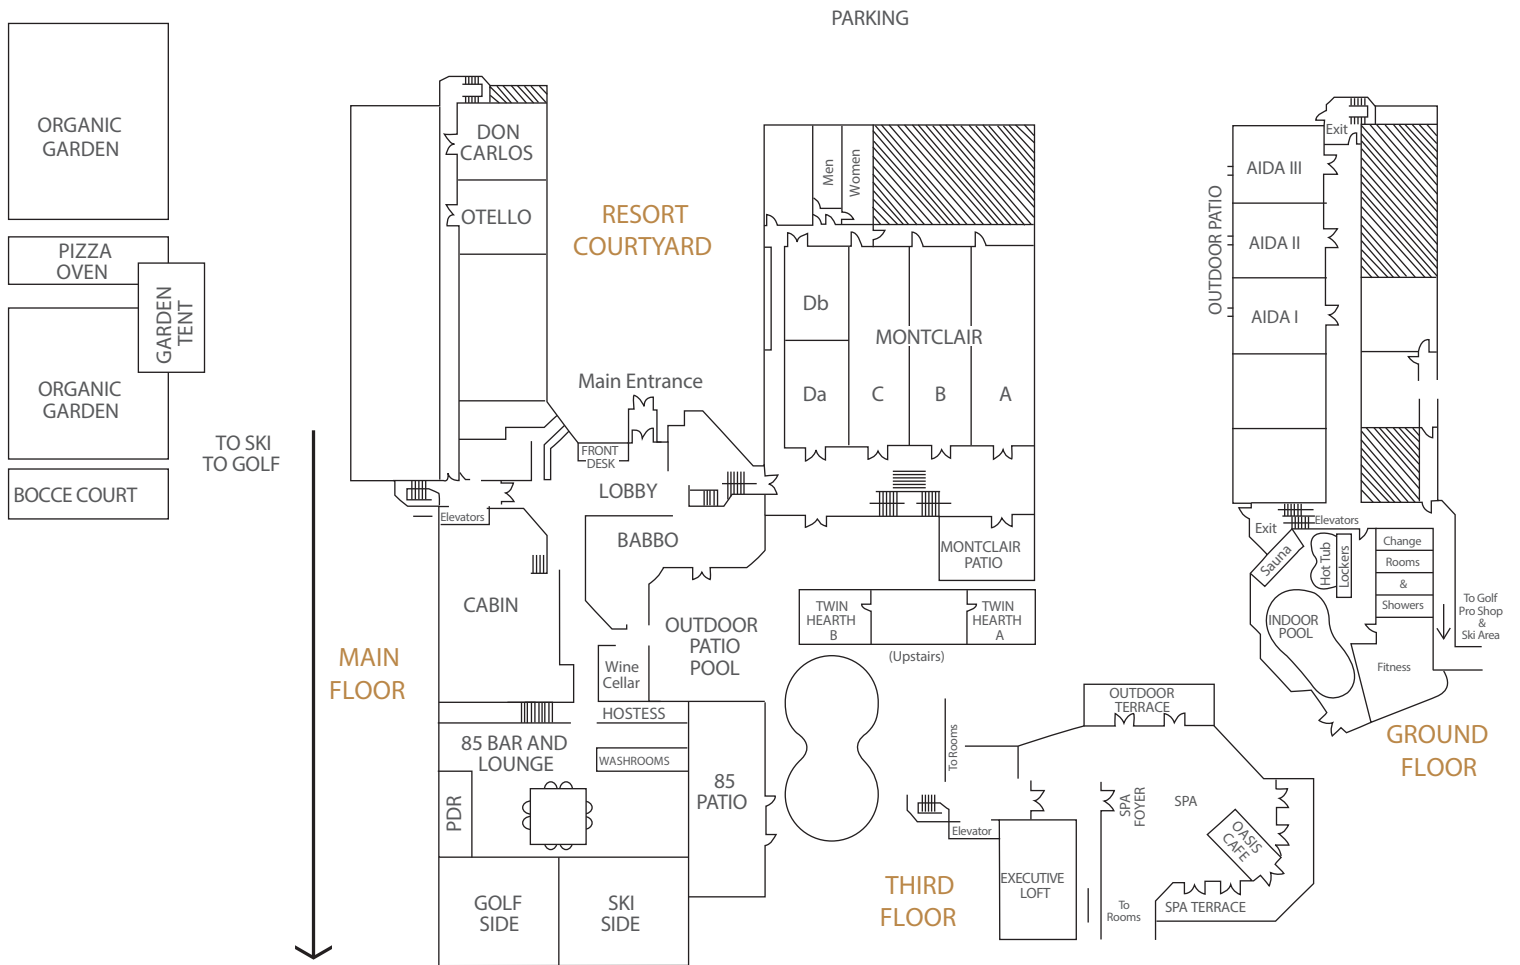 PARKING
ORGANIC
GARDEN
PIZZA
OVEN
GARDEN
TENT
ORGANIC
GARDEN
BOCCE COURT
TO SKI
TO GOLF
DON
CARLOS
OTELLO
RESORT
COURTYARD
Men
Women
Db
MONTCLAIR
Da
C
B
A
Main Entrance
FRONT
DESK
LOBBY
Elevators
BABBO
MONTCLAIR
PATIO
CABIN
OUTDOOR
PATIO
POOL
TWIN
HEARTH
B
TWIN
HEARTH
A
(Upstairs)
MAIN
FLOOR
Wine
Cellar
HOSTESS
85 BAR AND
LOUNGE
WASHROOMS
85
PATIO
PDR
GOLF
SIDE
SKI
SIDE
Exit
OUTDOOR PATIO
AIDA III
AIDA II
AIDA I
Exit
Elevators
Sauna
Hot Tub
Lockers
Change
Rooms
&
Showers
To Golf
Pro Shop
&
Ski Area
INDOOR
POOL
Fitness
GROUND
FLOOR
OUTDOOR
TERRACE
To Rooms
SPA
FOYER
SPA
Elevator
OASIS
CAFE
EXECUTIVE
LOFT
THIRD
FLOOR
To
Rooms
SPA TERRACE